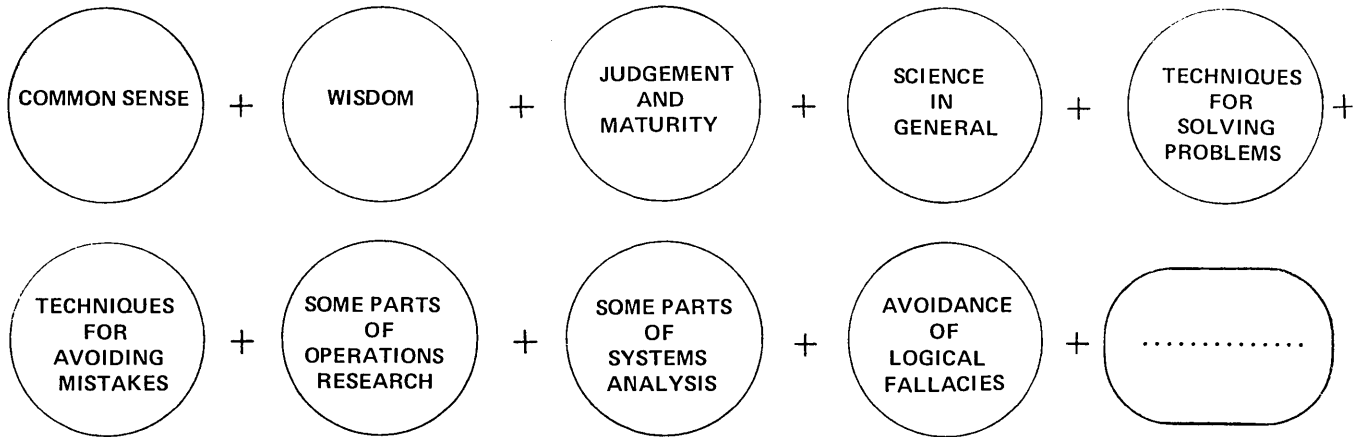 COMMON SENSE
+
WISDOM
+
JUDGEMENT
AND
MATURITY
+
SCIENCE
IN
GENERAL
+
TECHNIQUES
FOR
SOLVING
PROBLEMS
+
TECHNIQUES
FOR
AVOIDING
MISTAKES
+
SOME PARTS
OF
OPERATIONS
RESEARCH
+
SOME PARTS
OF
SYSTEMS
ANALYSIS
+
AVOIDANCE
OF
LOGICAL
FALLACIES
+
.............